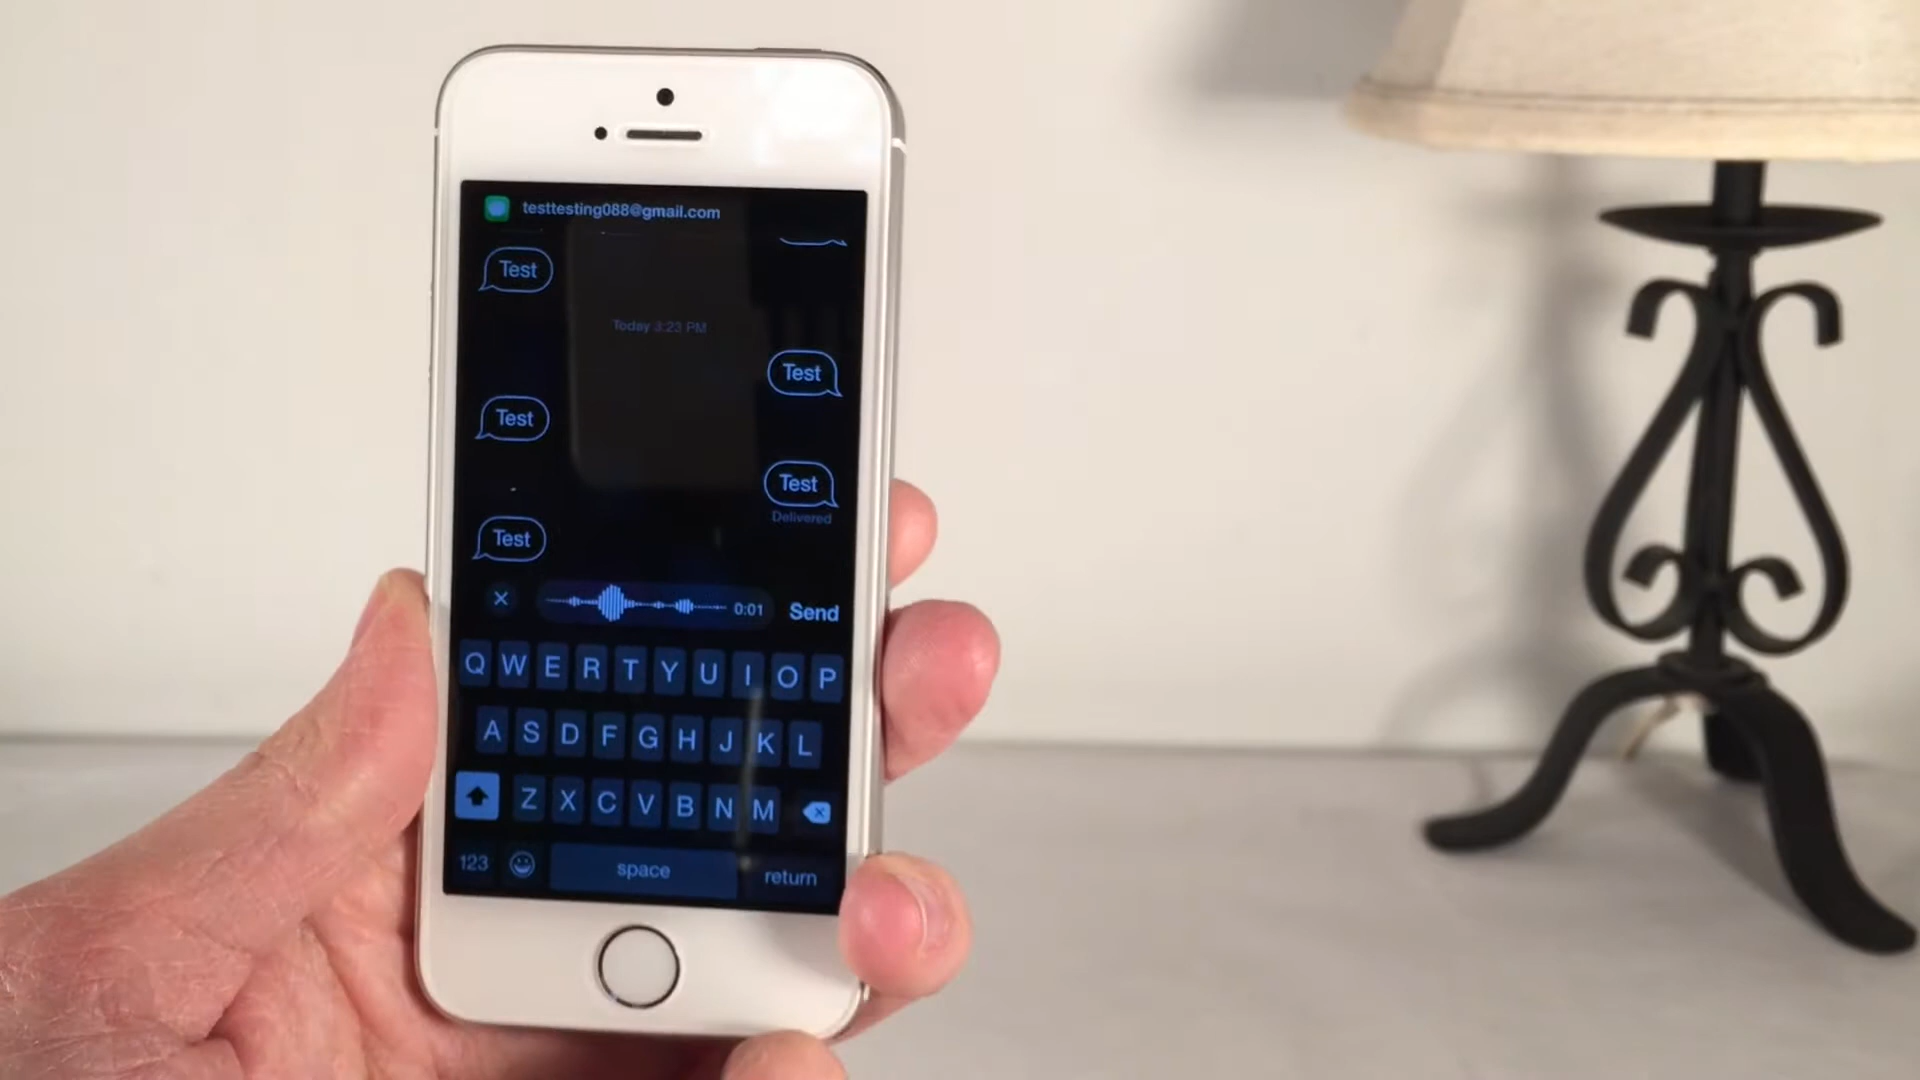 testtesting088@gmail.com
Test
Today 3:23 PM
Test
Test
Test
Delivered
Test
0:01 Send
Q W E R T Y U I O P
A S D F G H J K L
Z X C V B N M
123 space return